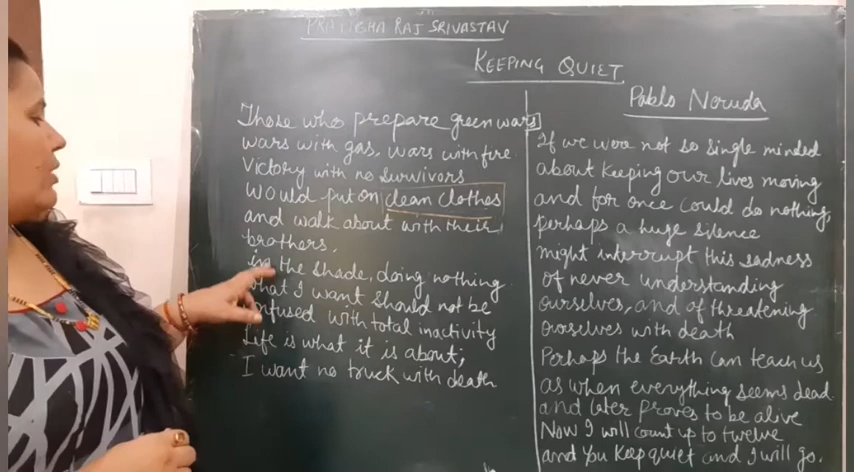 PRATIBHA RAJ SRIVASTAV
KEEPING QUIET
Pablo Neruda
Those who prepare green wars
wars with gas, wars with fire
Victory with no survivors
Would put on clean clothes
and walk about with their
brothers.
in the shade, doing nothing
what I want should not be
confused with total inactivity
Life is what it is about;
I want no truck with death
If we were not so single minded
about keeping our lives moving
and for once could do nothing,
perhaps a huge silence
might interrupt this sadness
of never understanding
ourselves, and of threatening
ourselves with death
Perhaps the Earth can teach us
as when everything seems dead
and later proves to be alive
Now I will count up to twelve
and you keep quiet and I will go.